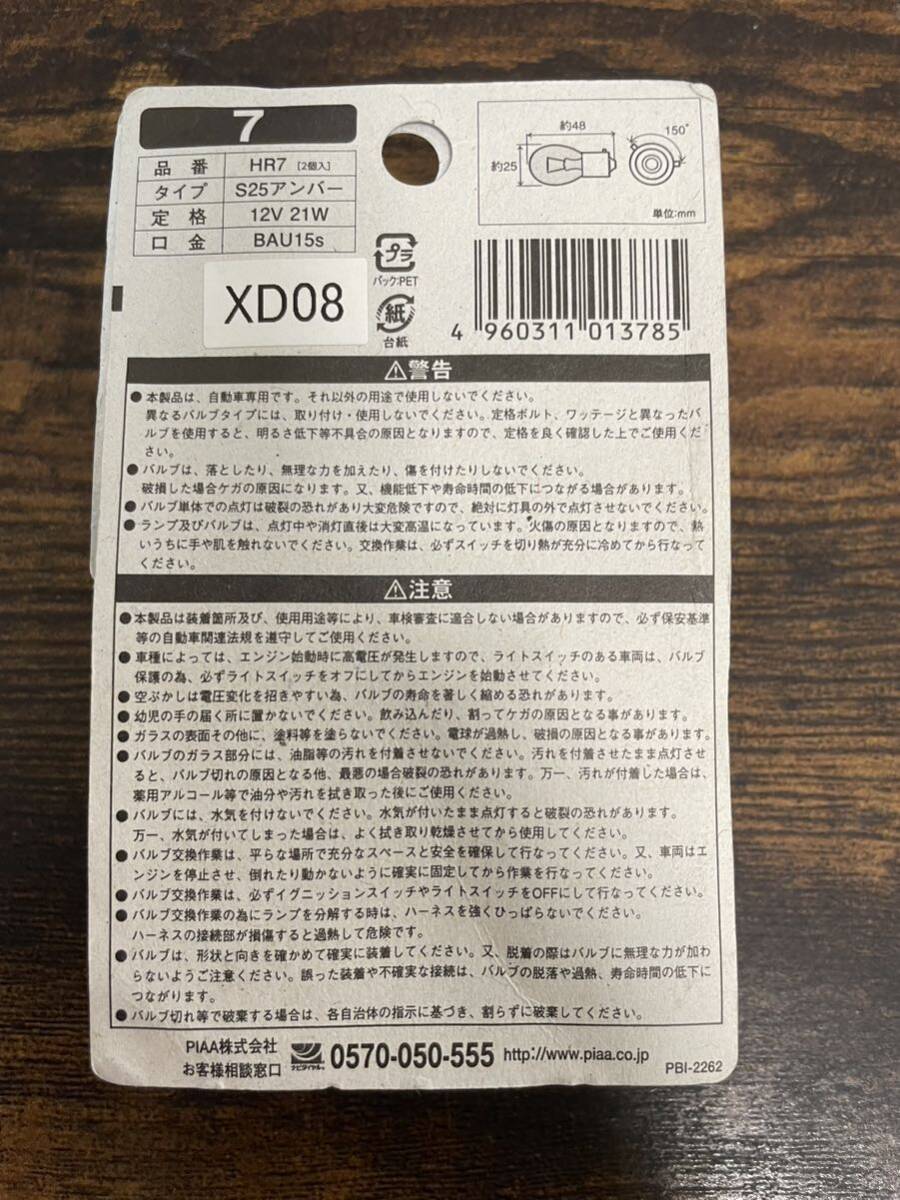 7
品番 HR7 [2個入]
タイプ S25アンバー
定格 12V 21W
口金 BAU15s
約48
150°
約25
単位:mm
プラ
パック:PET
紙
台紙
XD08
4 960311 013785
⚠警告
●本製品は、自動車専用です。それ以外の用途で使用しないでください。
異なるバルブタイプには、取り付け・使用しないでください。定格ボルト、ワッテージと異なったバ
ルブを使用すると、明るさ低下等不具合の原因となりますので、定格を良く確認した上でご使用くだ
さい。
●バルブは、落としたり、無理な力を加えたり、傷を付けたりしないでください。
破損した場合ケガの原因になります。又、機能低下や寿命時間の低下につながる場合があります。
●バルブ単体での点灯は破裂の恐れがあり大変危険ですので、絶対に灯具の外で点灯させないでください。
●ランプ及びバルブは、点灯中や消灯直後は大変高温になっています。火傷の原因となりますので、熱
いうちに手や肌を触れないでください。交換作業は、必ずスイッチを切り熱が充分に冷めてから行なって
ください。
⚠注意
●本製品は装着箇所及び、使用用途等により、車検審査に適合しない場合がありますので、必ず保安基準
等の自動車関連法規を遵守してご使用ください。
●車種によっては、エンジン始動時に高電圧が発生しますので、ライトスイッチのある車両は、バルブ
保護の為、必ずライトスイッチをオフにしてからエンジンを始動させてください。
●空ぶかしは電圧変化を招きやすい為、バルブの寿命を著しく縮める恐れがあります。
●幼児の手の届く所に置かないでください。飲み込んだり、割ってケガの原因となる事があります。
●ガラスの表面その他に、塗料等を塗らないでください。電球が過熱し、破損の原因となる事があります。
●バルブのガラス部分には、油脂等の汚れを付着させないでください。汚れを付着させたまま点灯させ
ると、バルブ切れの原因となる他、最悪の場合破裂の恐れがあります。万一、汚れが付着した場合は、
薬用アルコール等で油分や汚れを拭き取った後にご使用ください。
●バルブには、水気を付けないでください。水気が付いたまま点灯すると破裂の恐れがあります。
万一、水気が付いてしまった場合は、よく拭き取り乾燥させてから使用してください。
●バルブ交換作業は、平らな場所で充分なスペースと安全を確保して行なってください。又、車両はエ
ンジンを停止させ、倒れたり動かないように確実に固定してから作業を行なってください。
●バルブ交換作業は、必ずイグニッションスイッチやライトスイッチをOFFにして行なってください。
●バルブ交換作業の為にランプを分解する時は、ハーネスを強くひっぱらないでください。
ハーネスの接続部が損傷すると過熱して危険です。
●バルブは、形状と向きを確かめて確実に装着してください。又、脱着の際はバルブに無理な力が加わ
らないようご注意ください。誤った装着や不確実な接続は、バルブの脱落や過熱、寿命時間の低下に
つながります。
●バルブ切れ等で破棄する場合は、各自治体の指示に基づき、割らずに破棄してください。
PIAA株式会社
お客様相談窓口 ナビダイヤル 0570-050-555 http://www.piaa.co.jp
PBI-2262